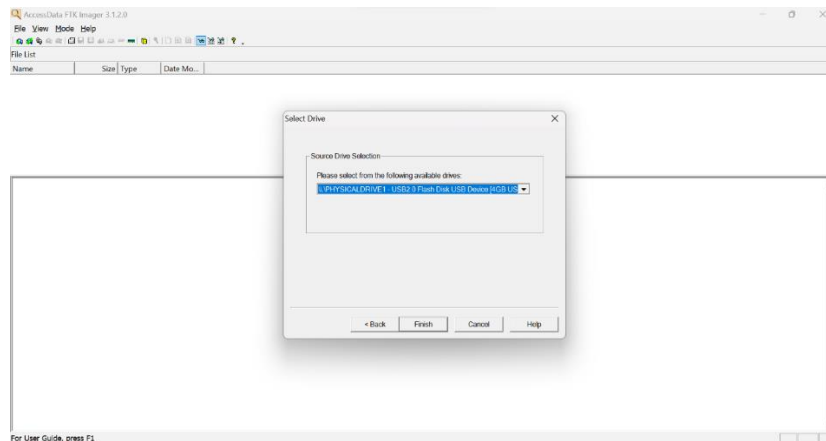 AccessData FTK Imager 3.1.2.0
File View Mode Help
File List
Name Size Type Date Mo...
Select Drive
Source Drive Selection
Please select from the following available drives:
\\.\PHYSICALDRIVE1 - USB2.0 Flash Disk USB Device [4GB US
< Back Finish Cancel Help
For User Guide, press F1